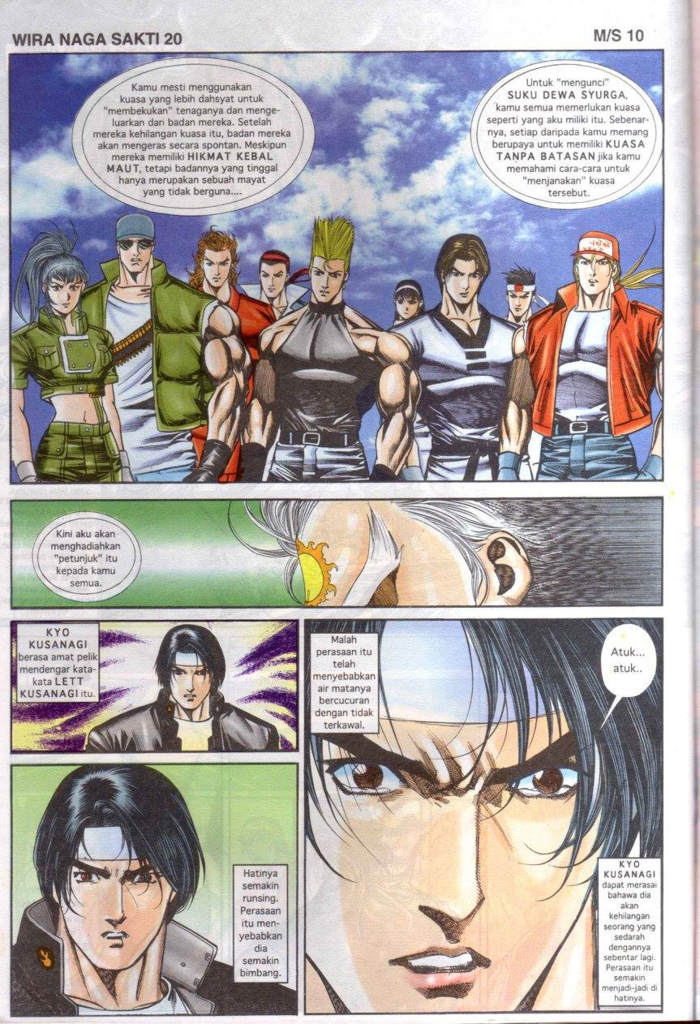 WIRA NAGA SAKTI 20
M/S 10
Kamu mesti menggunakan
kuasa yang lebih dahsyat untuk
"membekukan" tenaganya dan menge-
luarkan dari badan mereka. Setelah
mereka kehilangan kuasa itu, badan mereka
akan mengeras secara spontan. Meskipun
mereka memiliki HIKMAT KEBAL
MAUT, tetapi badannya yang tinggal
hanya merupakan sebuah mayat
yang tidak berguna....
Untuk "mengunci"
SUKU DEWA SYURGA,
kamu semua memerlukan kuasa
seperti yang aku miliki itu. Sebenar-
nya, setiap daripada kamu memang
berupaya untuk memiliki KUASA
TANPA BATASAN jika kamu
memahami cara-cara untuk
"menjanakan" kuasa
tersebut.
Kini aku akan
menghadiahkan
"petunjuk" itu
kepada kamu
semua.
KYO
KUSANAGI
berasa amat pelik
mendengar kata-
kata LETT
KUSANAGI itu.
Malah
perasaan itu
telah
menyebabkan
air matanya
bercucuran
dengan tidak
terkawal.
Atuk...
atuk..
Hatinya
semakin
runsing.
Perasaan
itu men-
yebabkan
dia
semakin
bimbang.
KYO
KUSANAGI
dapat merasai
bahawa dia
akan
kehilangan
seorang yang
sedarah
dengannya
sebentar lagi.
Perasaan itu
semakin
menjadi-jadi di
hatinya.